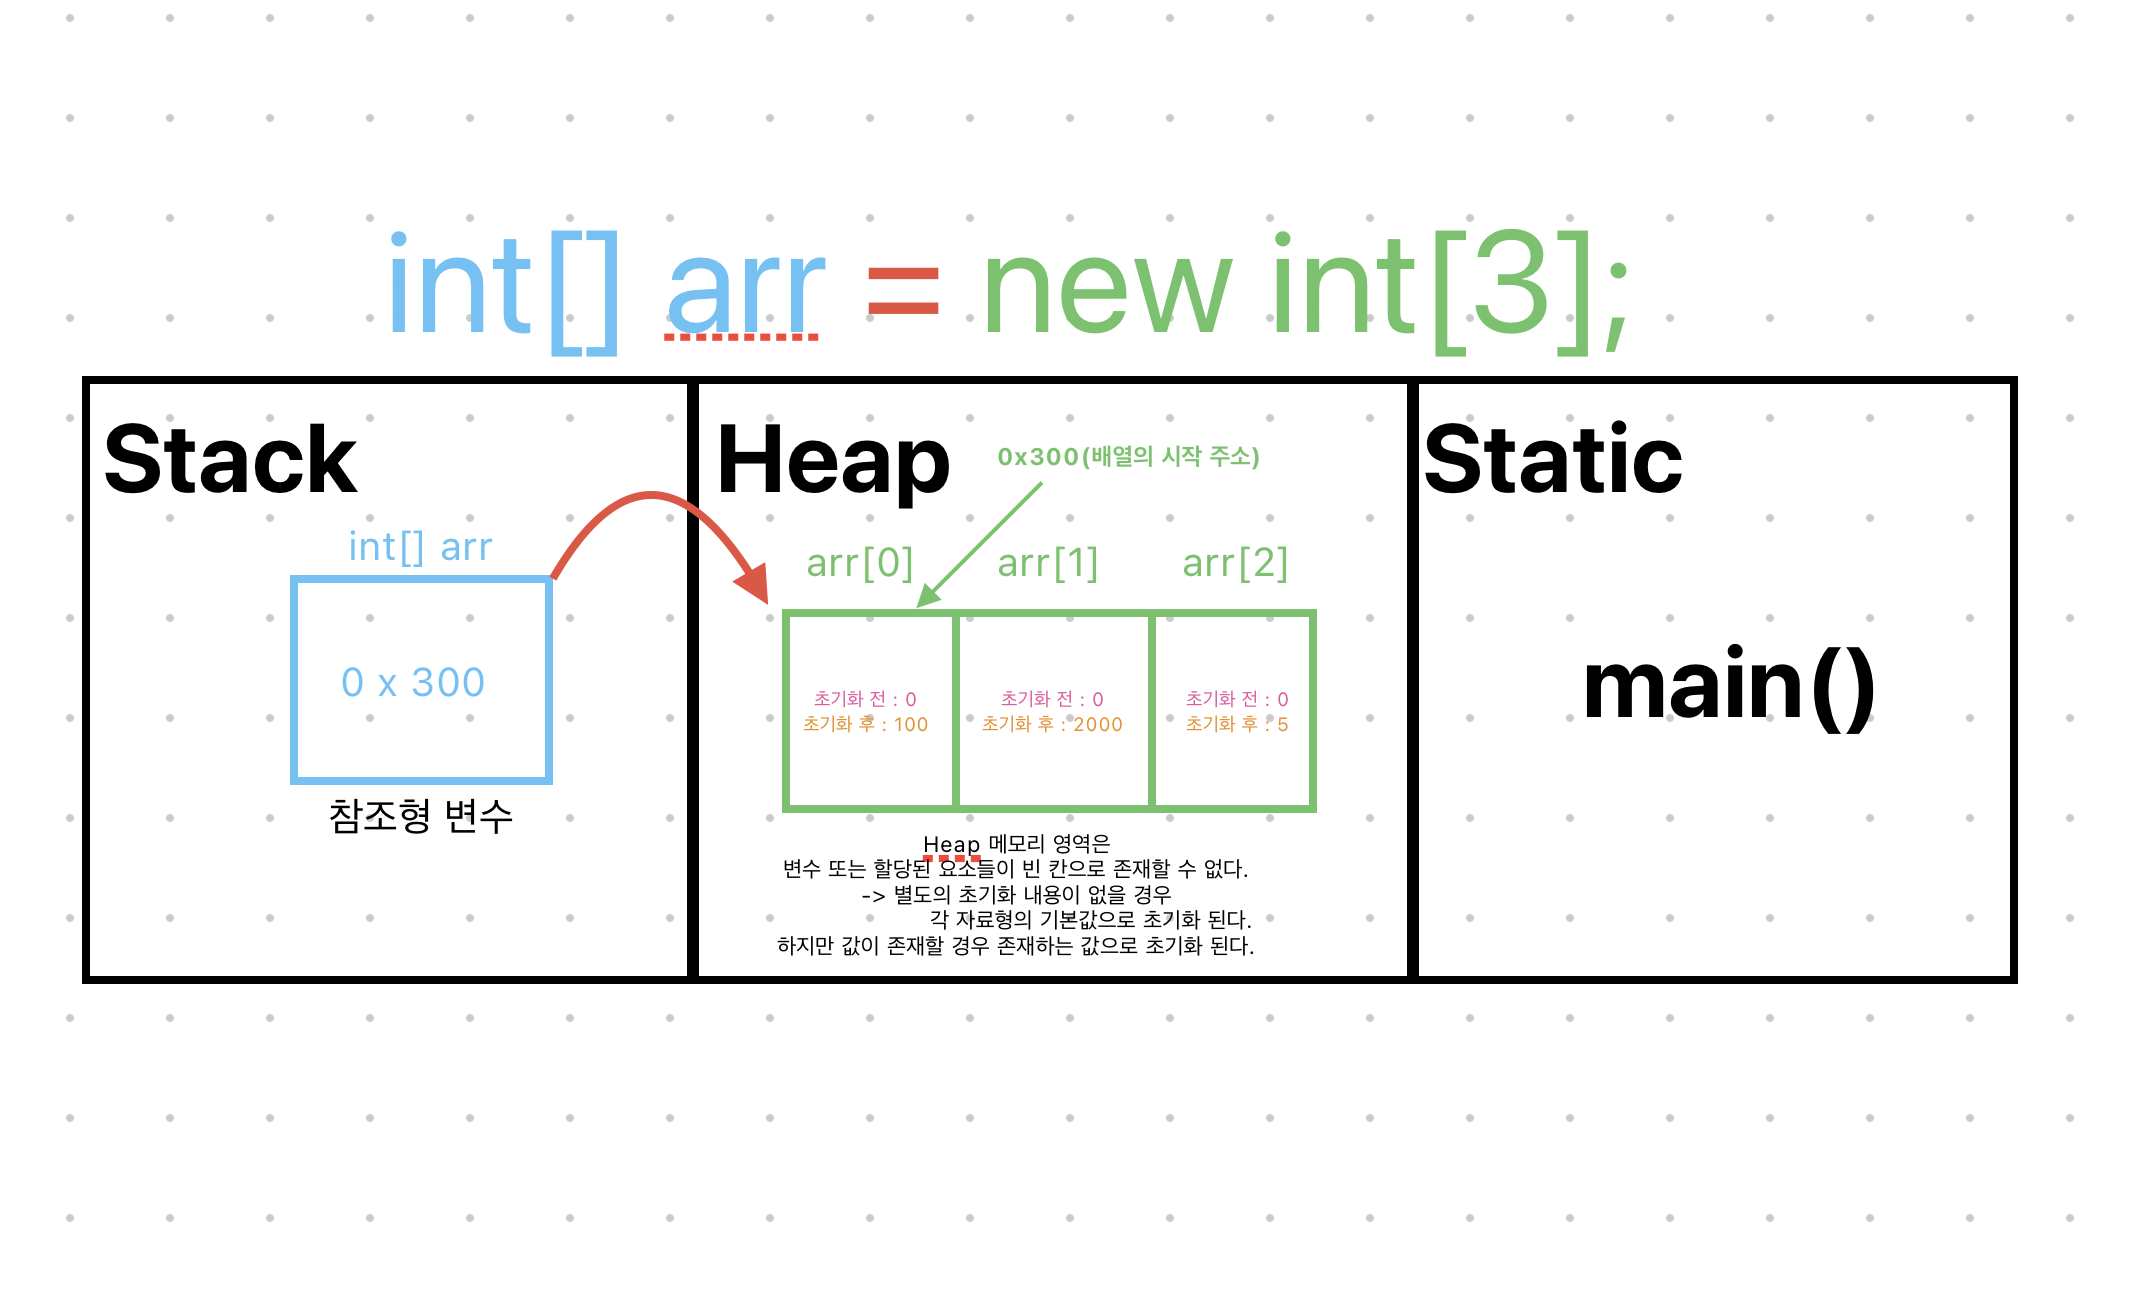 int[] arr = new int[3];
Stack
int[] arr
0 x 300
참조형 변수
Heap
0x300(배열의 시작 주소)
arr[0] arr[1] arr[2]
초기화 전 : 0
초기화 후 : 100
초기화 전 : 0
초기화 후 : 2000
초기화 전 : 0
초기화 후 : 5
Heap 메모리 영역은
변수 또는 할당된 요소들이 빈 칸으로 존재할 수 없다.
-> 별도의 초기화 내용이 없을 경우
각 자료형의 기본값으로 초기화 된다.
하지만 값이 존재할 경우 존재하는 값으로 초기화 된다.
Static
main()